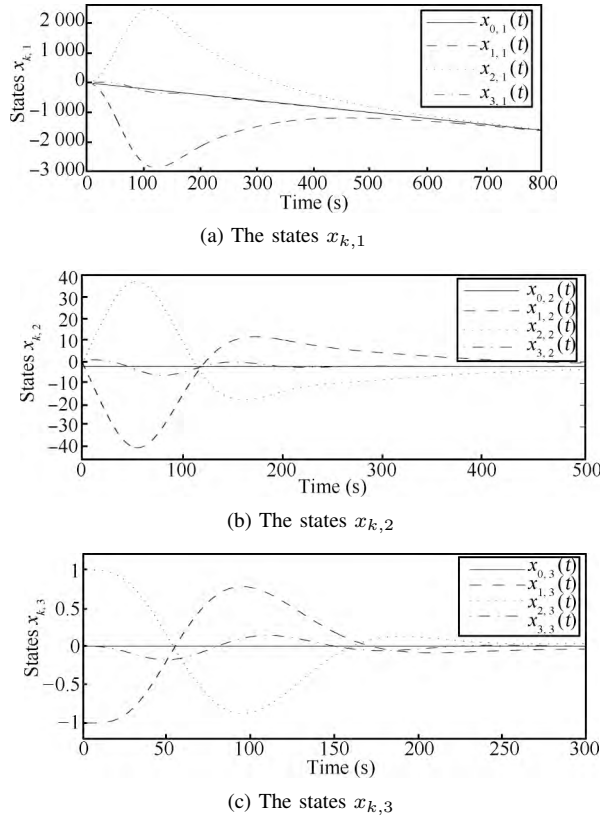 2 000
1 000
0
−1 000
−2 000
−3 000
States x_{k,1}
x_{0,1}(t)
x_{1,1}(t)
x_{2,1}(t)
x_{3,1}(t)
0 100 200 300 400 500 600 700 800
Time (s)
(a) The states x_{k,1}
40
30
20
10
0
−10
−20
−30
−40
States x_{k,2}
x_{0,2}(t)
x_{1,2}(t)
x_{2,2}(t)
x_{3,2}(t)
0 100 200 300 400 500
Time (s)
(b) The states x_{k,2}
1
0.5
0
−0.5
−1
States x_{k,3}
x_{0,3}(t)
x_{1,3}(t)
x_{2,3}(t)
x_{3,3}(t)
0 50 100 150 200 250 300
Time (s)
(c) The states x_{k,3}